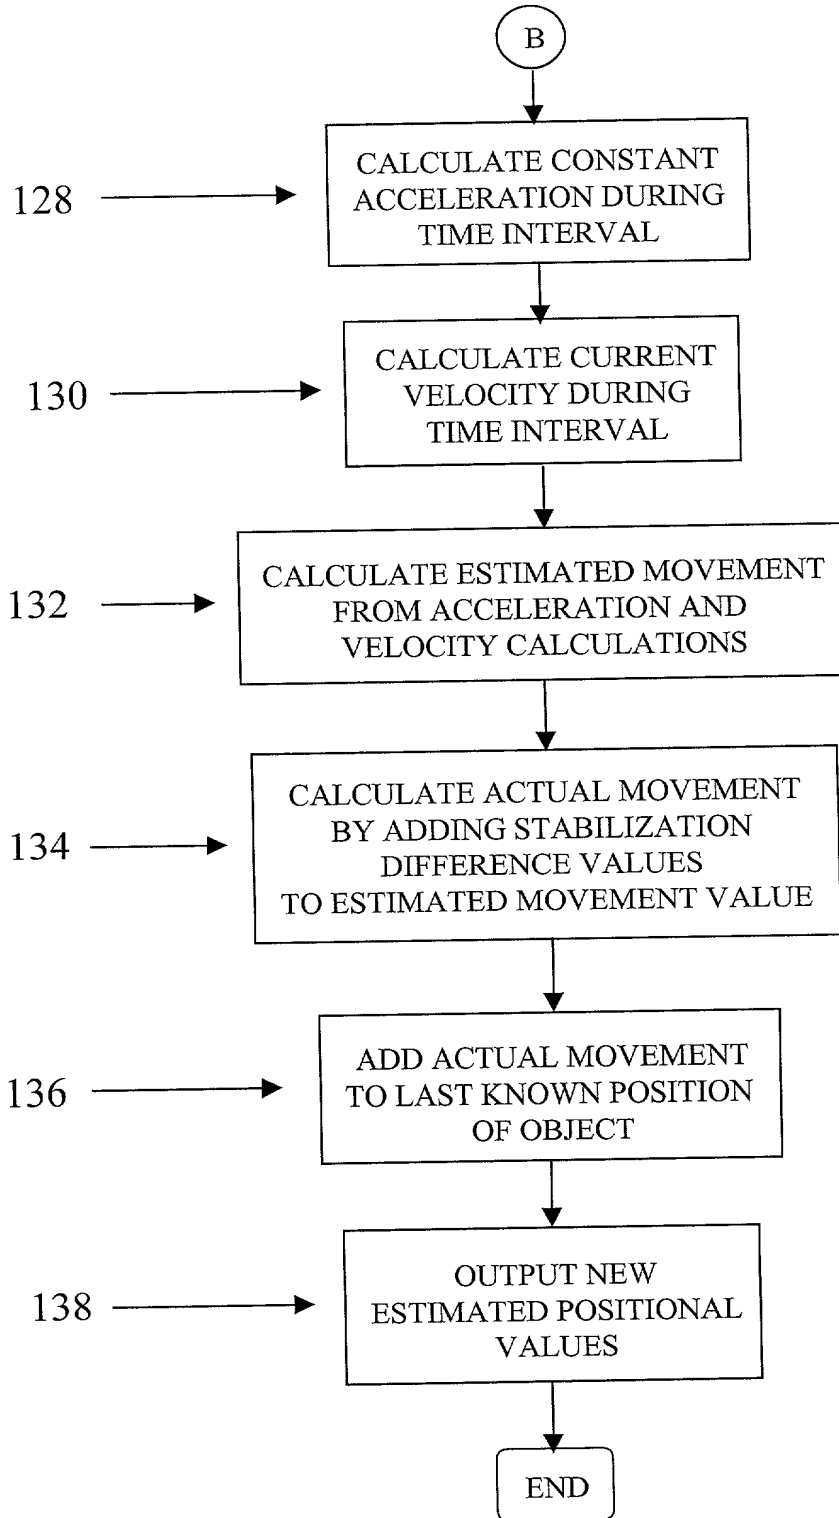 B
128
CALCULATE CONSTANT
ACCELERATION DURING
TIME INTERVAL
130
CALCULATE CURRENT
VELOCITY DURING
TIME INTERVAL
132
CALCULATE ESTIMATED MOVEMENT
FROM ACCELERATION AND
VELOCITY CALCULATIONS
134
CALCULATE ACTUAL MOVEMENT
BY ADDING STABILIZATION
DIFFERENCE VALUES
TO ESTIMATED MOVEMENT VALUE
136
ADD ACTUAL MOVEMENT
TO LAST KNOWN POSITION
OF OBJECT
138
OUTPUT NEW
ESTIMATED POSITIONAL
VALUES
END